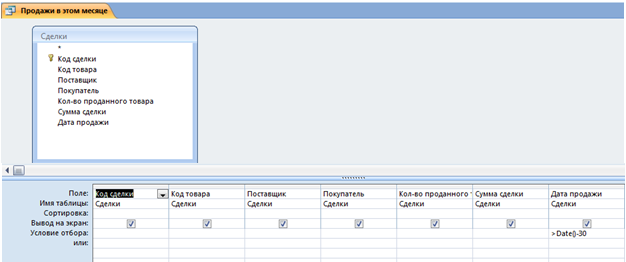 Продажи в этом месяце
Сделки
*
Код сделки
Код товара
Поставщик
Покупатель
Кол-во проданного товара
Сумма сделки
Дата продажи
Поле: Код сделки Код товара Поставщик Покупатель Кол-во проданного т Сумма сделки Дата продажи
Имя таблицы: Сделки Сделки Сделки Сделки Сделки Сделки Сделки
Сортировка:
Вывод на экран:
Условие отбора: >Date()-30
или: